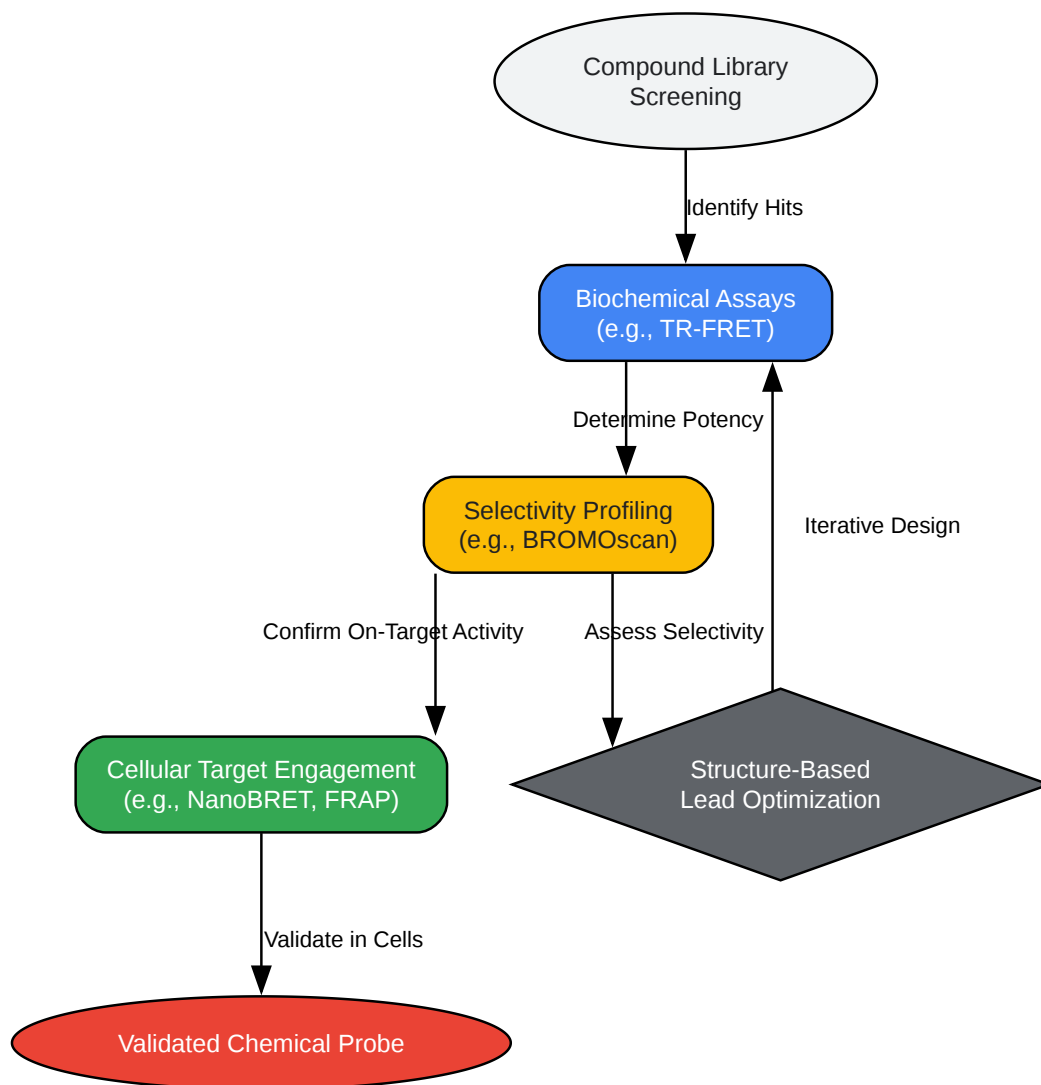 Compound Library
Screening
Identify Hits
Biochemical Assays
(e.g., TR-FRET)
Determine Potency
Selectivity Profiling
(e.g., BROMOscan)
Iterative Design
Confirm On-Target Activity
Assess Selectivity
Cellular Target Engagement
(e.g., NanoBRET, FRAP)
Structure-Based
Lead Optimization
Validate in Cells
Validated Chemical Probe